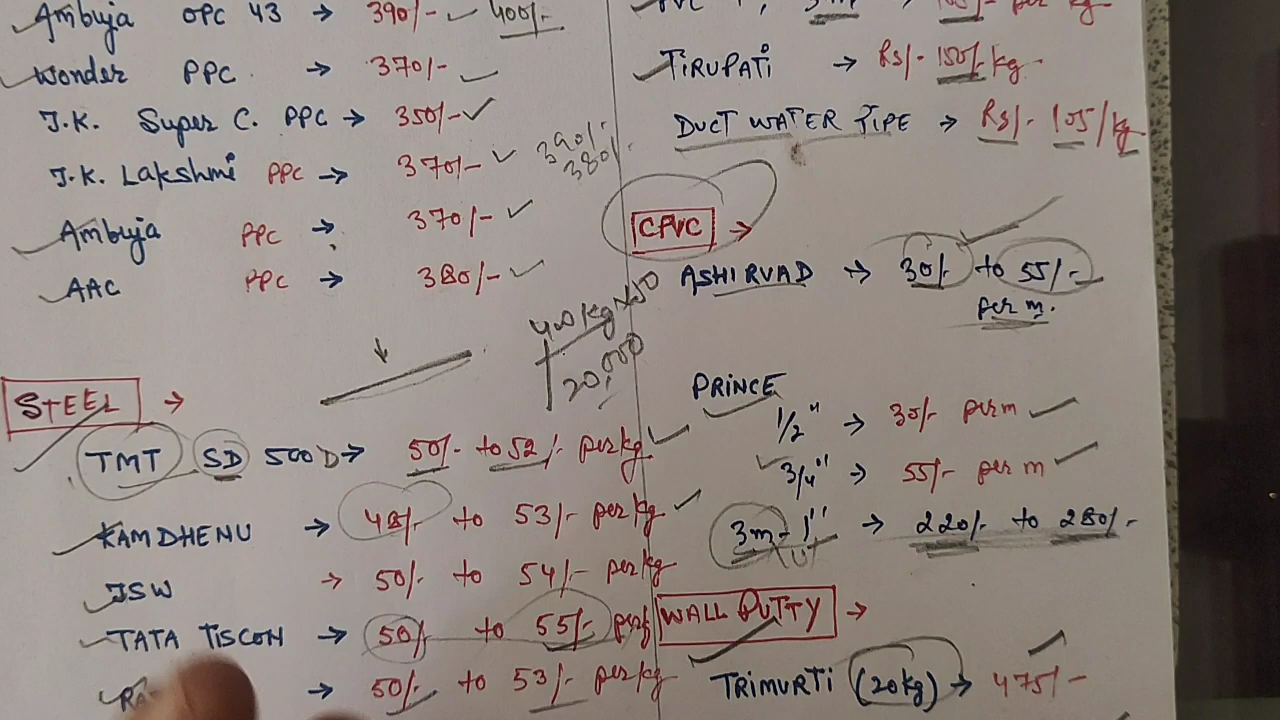 Ambuja OPC 43 → 390/- 400/-
Wonder PPC → 370/-
J.K. Super C. PPC → 350/-
J.K. Lakshmi PPC → 370/- 390/-
380/-
Ambuja PPC → 370/-
AAC PPC → 380/-
400kg x50
20,000
STEEL →
TMT SD 500D → 50/- to 52/- per kg
KAMDHENU → 48/- to 53/- per kg
JSW → 50/- to 54/- per kg
TATA TISCON → 50/- to 55/-
→ 50/- to 53/- per kg
per kg
TIRUPATI → Rs/- 150/- kg
DUCT WATER PIPE → Rs/- 105/kg
CPVC →
ASHIRVAD → 30/- to 55/-
per m.
PRINCE
1/2" → 30/- per m
3/4" → 55/- per m
3m - 1" → 220/- to 280/-
WALL PUTTY →
TRIMURTI (20kg) → 475/-